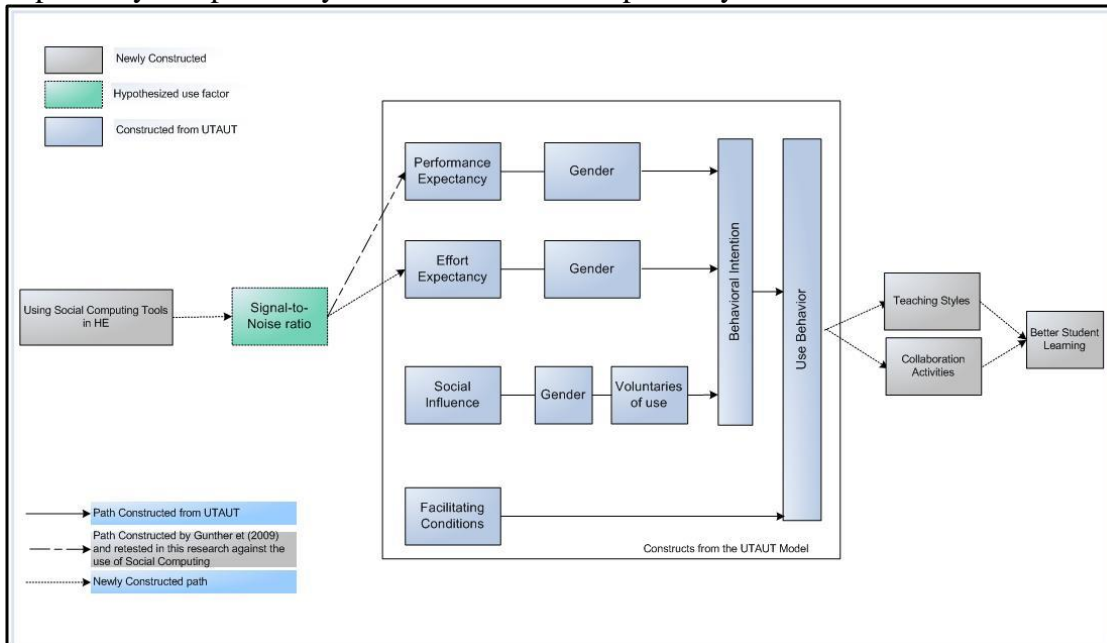 Newly Constructed
Hypothesized use factor
Constructed from UTAUT
Performance
Expectancy
Gender
Effort
Expectancy
Gender
Behavioral Intention
Use Behavior
Using Social Computing Tools
in HE
Signal-to-
Noise ratio
Teaching Styles
Better Student
Learning
Collaboration
Activities
Social
Influence
Gender
Voluntaries
of use
Facilitating
Conditions
Constructs from the UTAUT Model
Path Constructed from UTAUT
Path Constructed by Gunther et (2009)
and retested in this research against the
use of Social Computing
Newly Constructed path